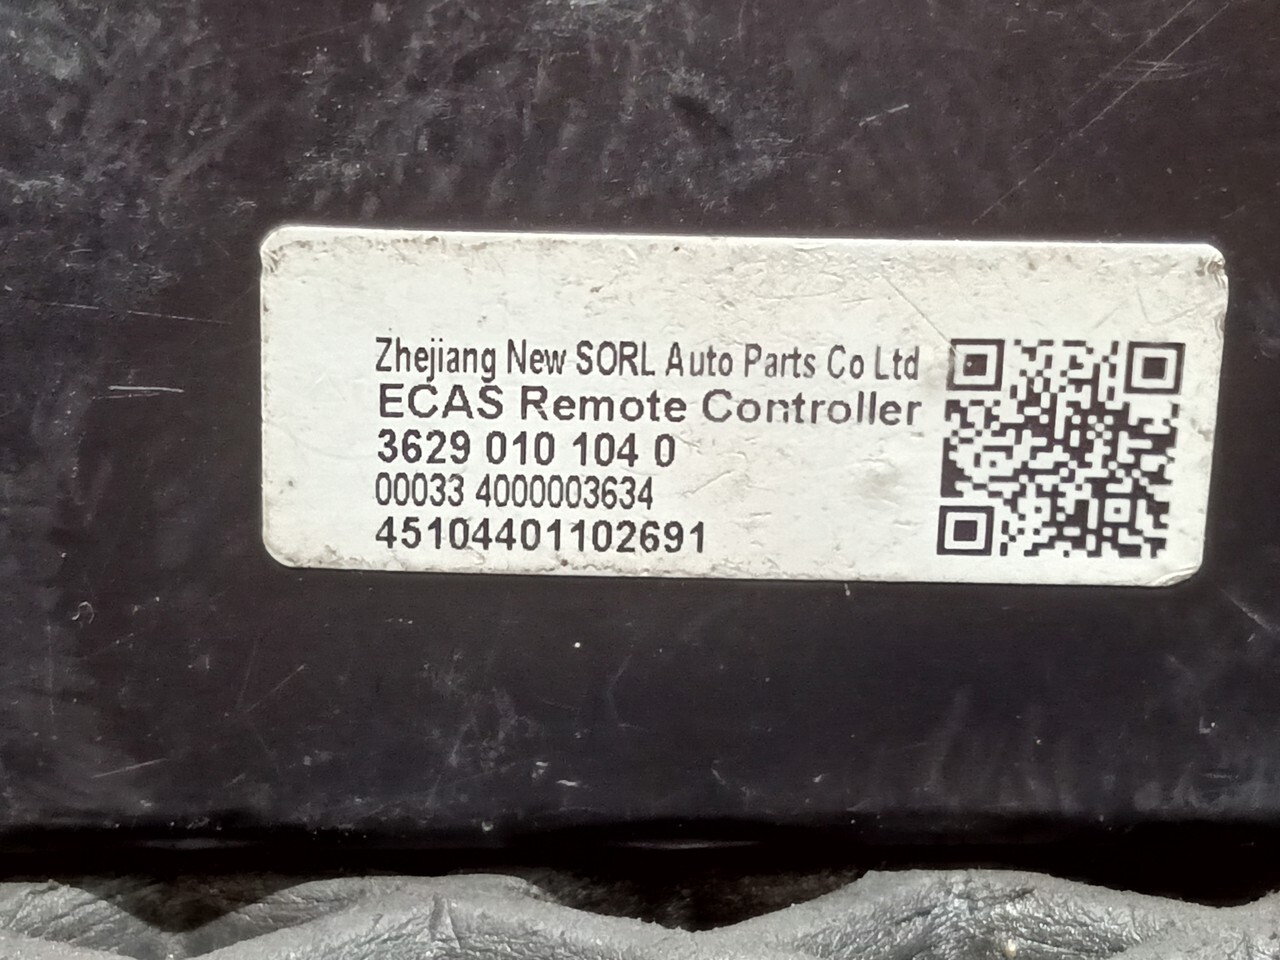 Zhejiang New SORL Auto Parts Co Ltd
ECAS Remote Controller
3629 010 104 0
00033 4000003634
45104401102691